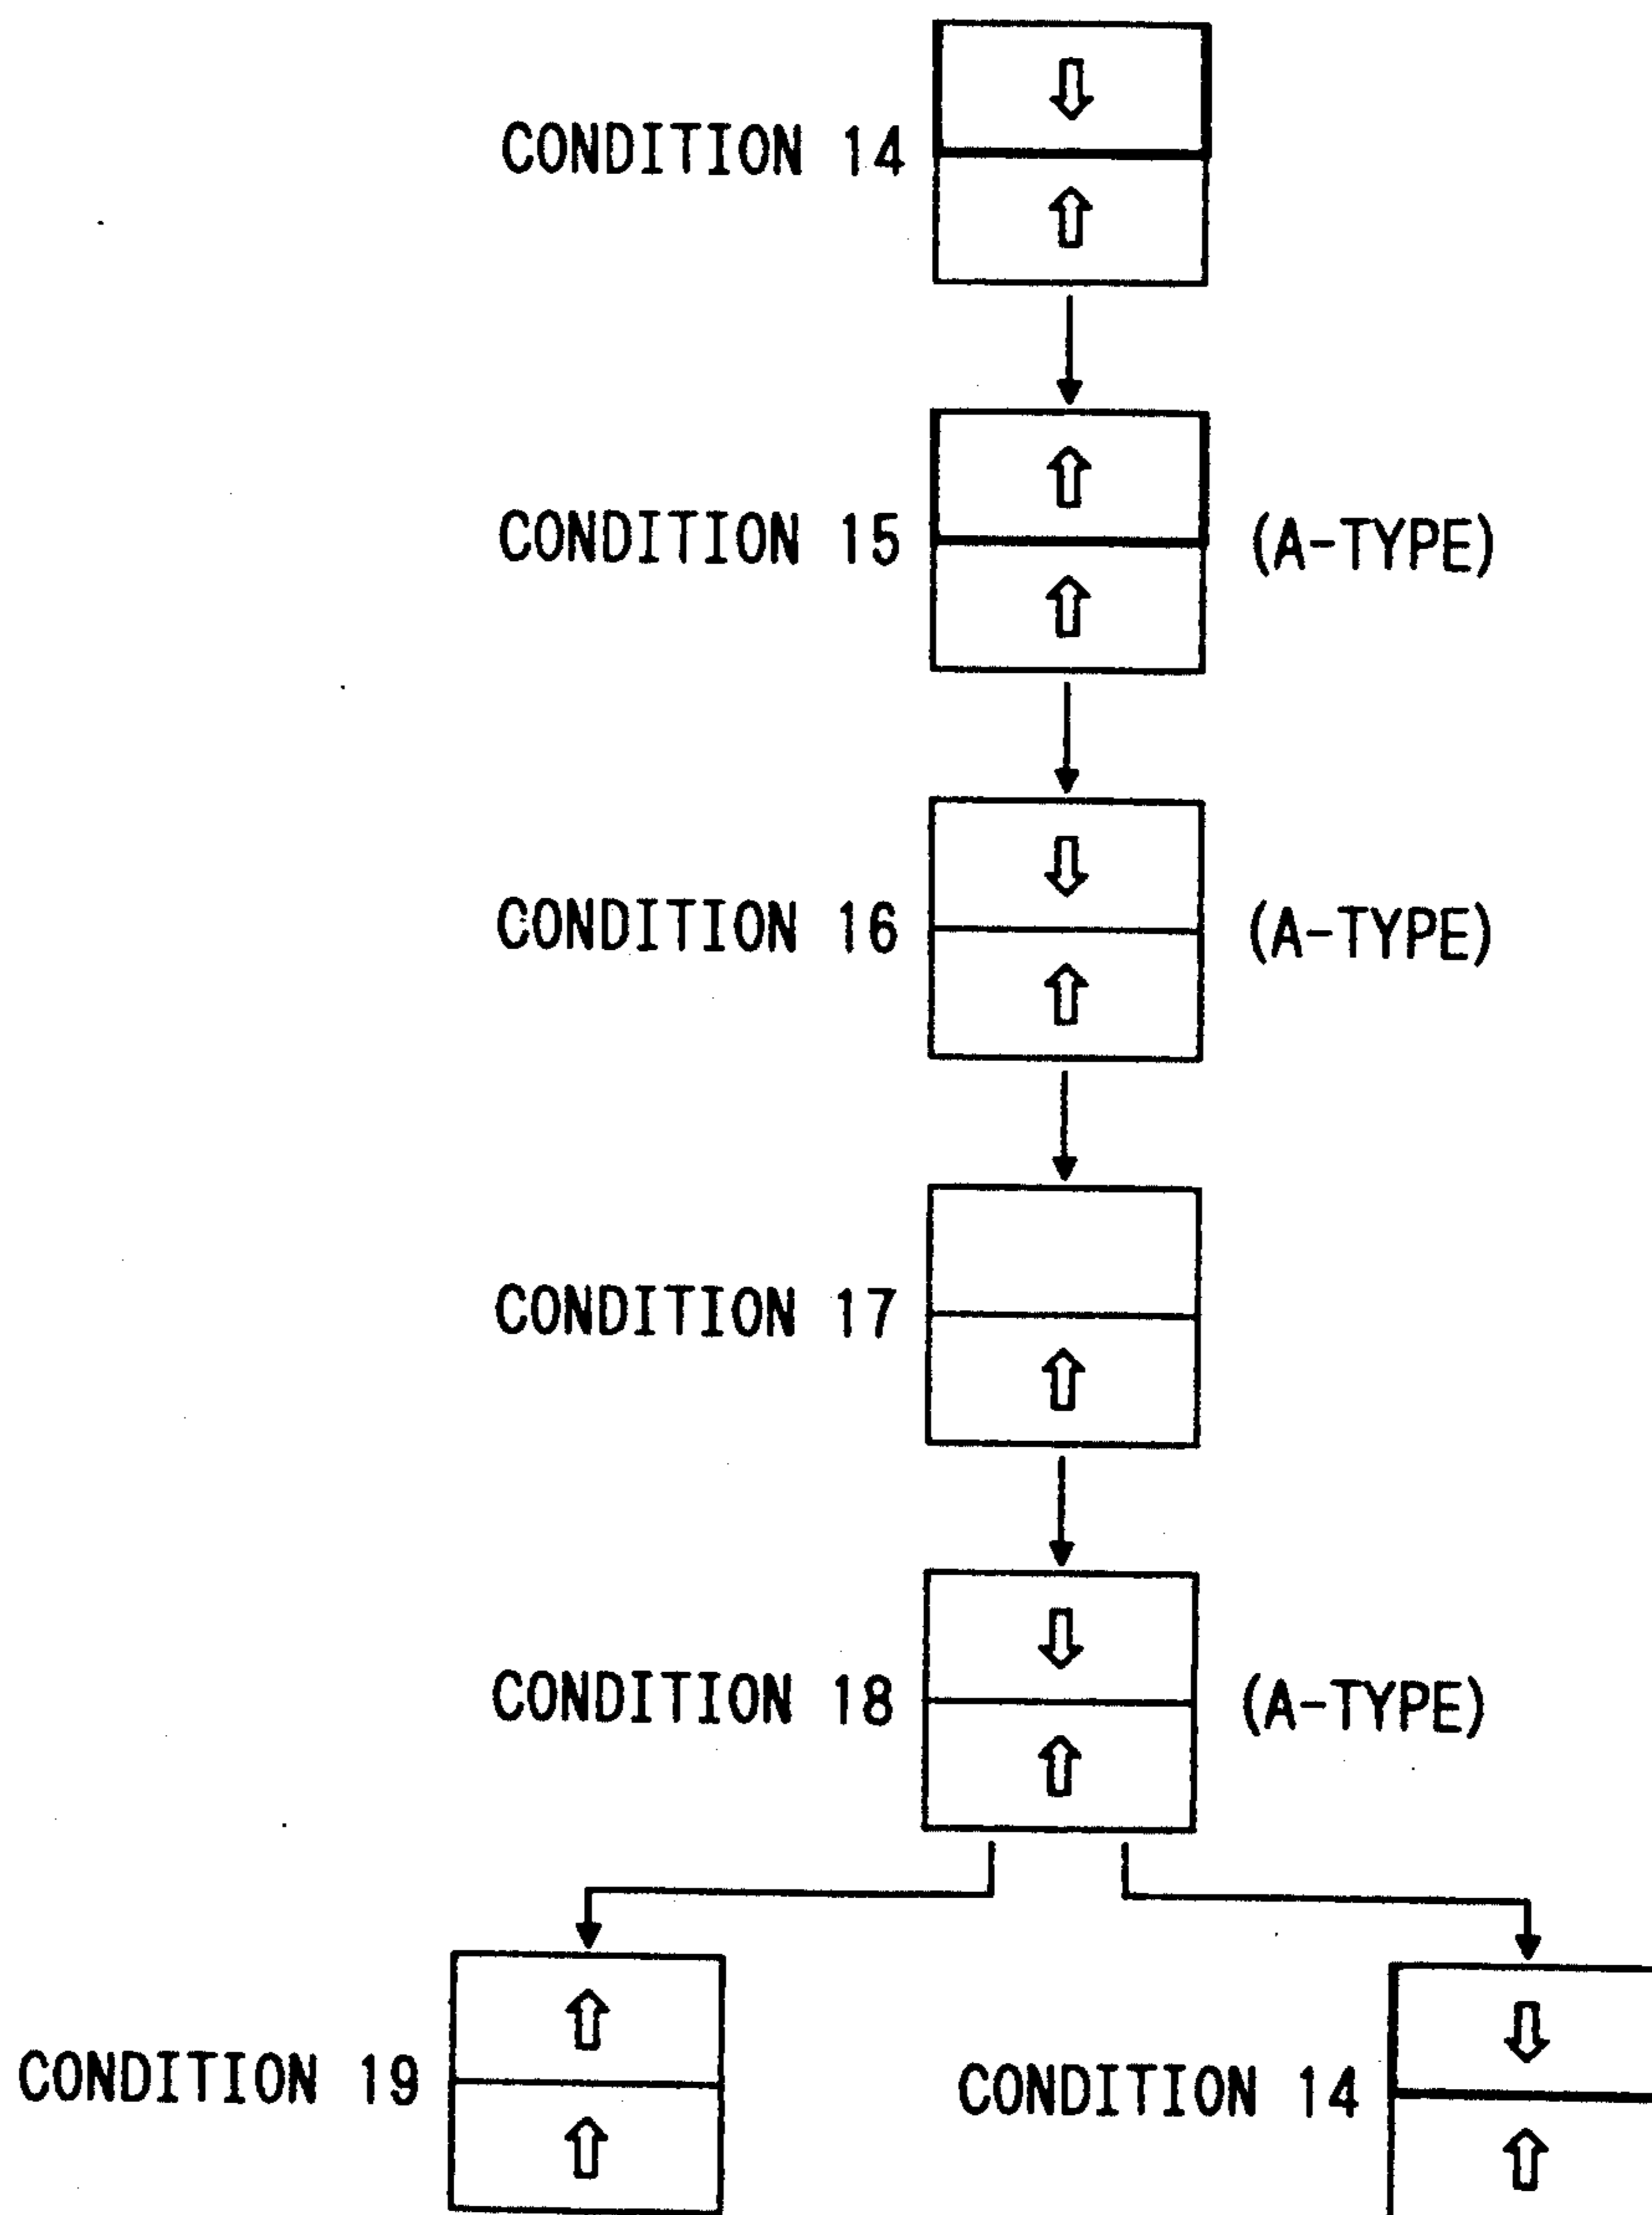 CONDITION 14
CONDITION 15 (A-TYPE)
CONDITION 16 (A-TYPE)
CONDITION 17
CONDITION 18 (A-TYPE)
CONDITION 19 CONDITION 14